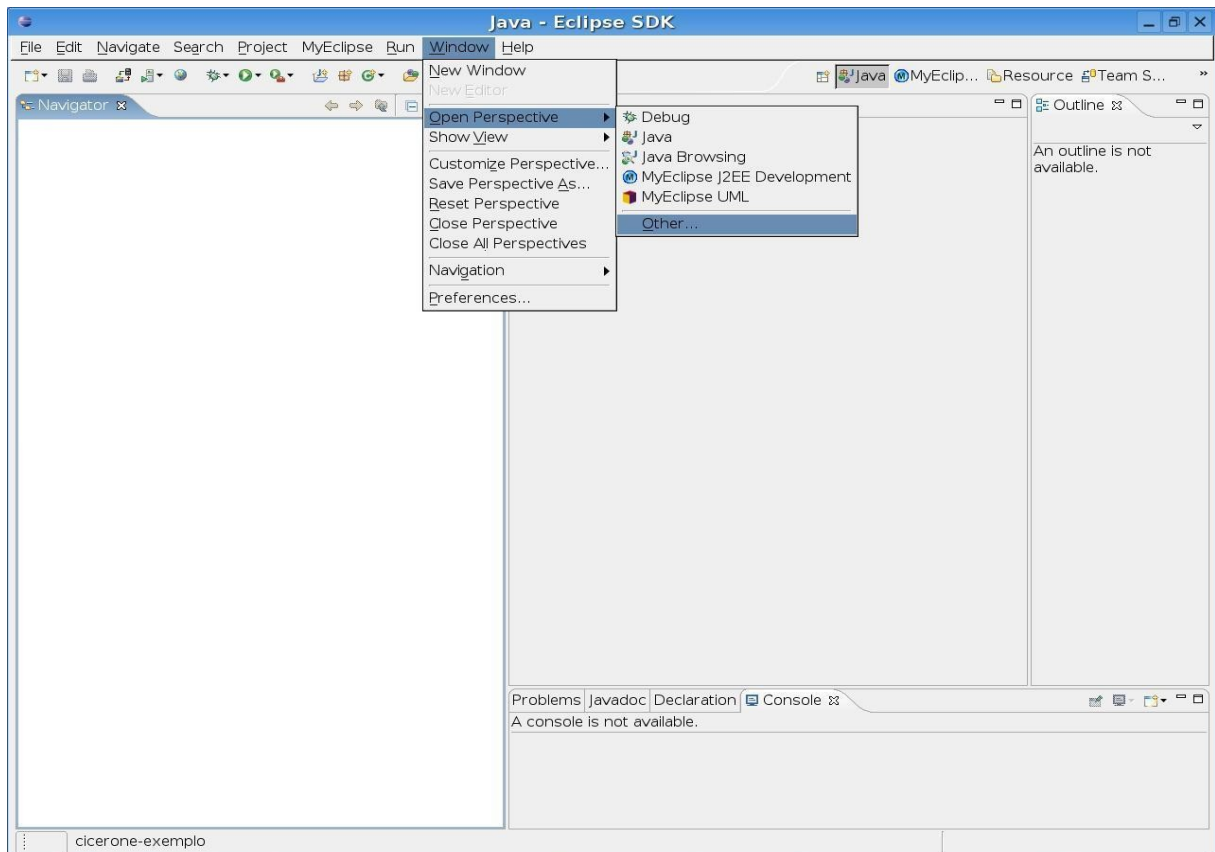 Java - Eclipse SDK
File Edit Navigate Search Project MyEclipse Run Window Help
Java MyEclip... Resource Team S... »
Navigator
New Window
New Editor
Open Perspective
Show View
Customize Perspective...
Save Perspective As...
Reset Perspective
Close Perspective
Close All Perspectives
Navigation
Preferences...
Debug
Java
Java Browsing
MyEclipse J2EE Development
MyEclipse UML
Other...
Outline
An outline is not
available.
Problems Javadoc Declaration Console
A console is not available.
cicerone-exemplo